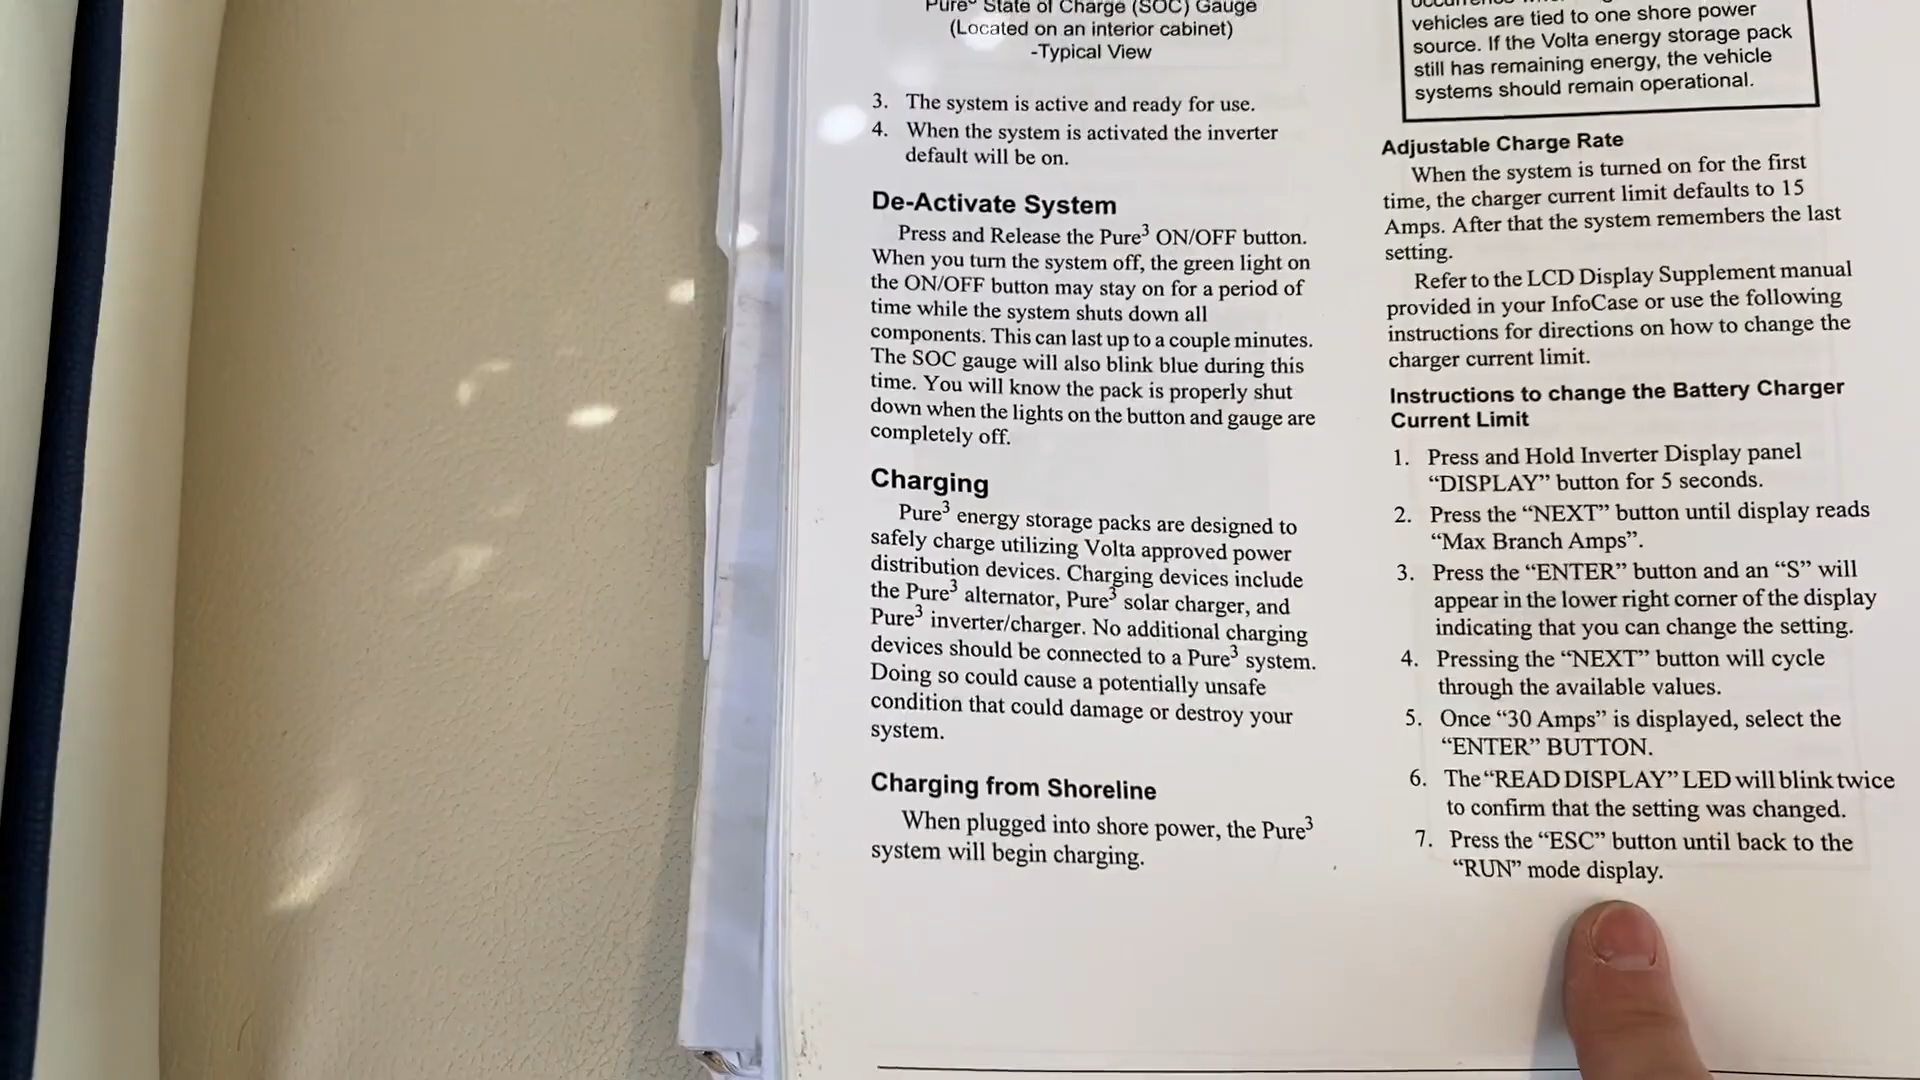 Pure³ State of Charge (SOC) Gauge
(Located on an interior cabinet)
-Typical View
3. The system is active and ready for use.
4. When the system is activated the inverter
default will be on.
De-Activate System
Press and Release the Pure³ ON/OFF button.
When you turn the system off, the green light on
the ON/OFF button may stay on for a period of
time while the system shuts down all
components. This can last up to a couple minutes.
The SOC gauge will also blink blue during this
time. You will know the pack is properly shut
down when the lights on the button and gauge are
completely off.
Charging
Pure³ energy storage packs are designed to
safely charge utilizing Volta approved power
distribution devices. Charging devices include
the Pure³ alternator, Pure³ solar charger, and
Pure³ inverter/charger. No additional charging
devices should be connected to a Pure³ system.
Doing so could cause a potentially unsafe
condition that could damage or destroy your
system.
Charging from Shoreline
When plugged into shore power, the Pure³
system will begin charging.
vehicles are tied to one shore power
source. If the Volta energy storage pack
still has remaining energy, the vehicle
systems should remain operational.
Adjustable Charge Rate
When the system is turned on for the first
time, the charger current limit defaults to 15
Amps. After that the system remembers the last
setting.
Refer to the LCD Display Supplement manual
provided in your InfoCase or use the following
instructions for directions on how to change the
charger current limit.
Instructions to change the Battery Charger
Current Limit
1. Press and Hold Inverter Display panel
“DISPLAY” button for 5 seconds.
2. Press the “NEXT” button until display reads
“Max Branch Amps”.
3. Press the “ENTER” button and an “S” will
appear in the lower right corner of the display
indicating that you can change the setting.
4. Pressing the “NEXT” button will cycle
through the available values.
5. Once “30 Amps” is displayed, select the
“ENTER” BUTTON.
6. The “READ DISPLAY” LED will blink twice
to confirm that the setting was changed.
7. Press the “ESC” button until back to the
“RUN” mode display.